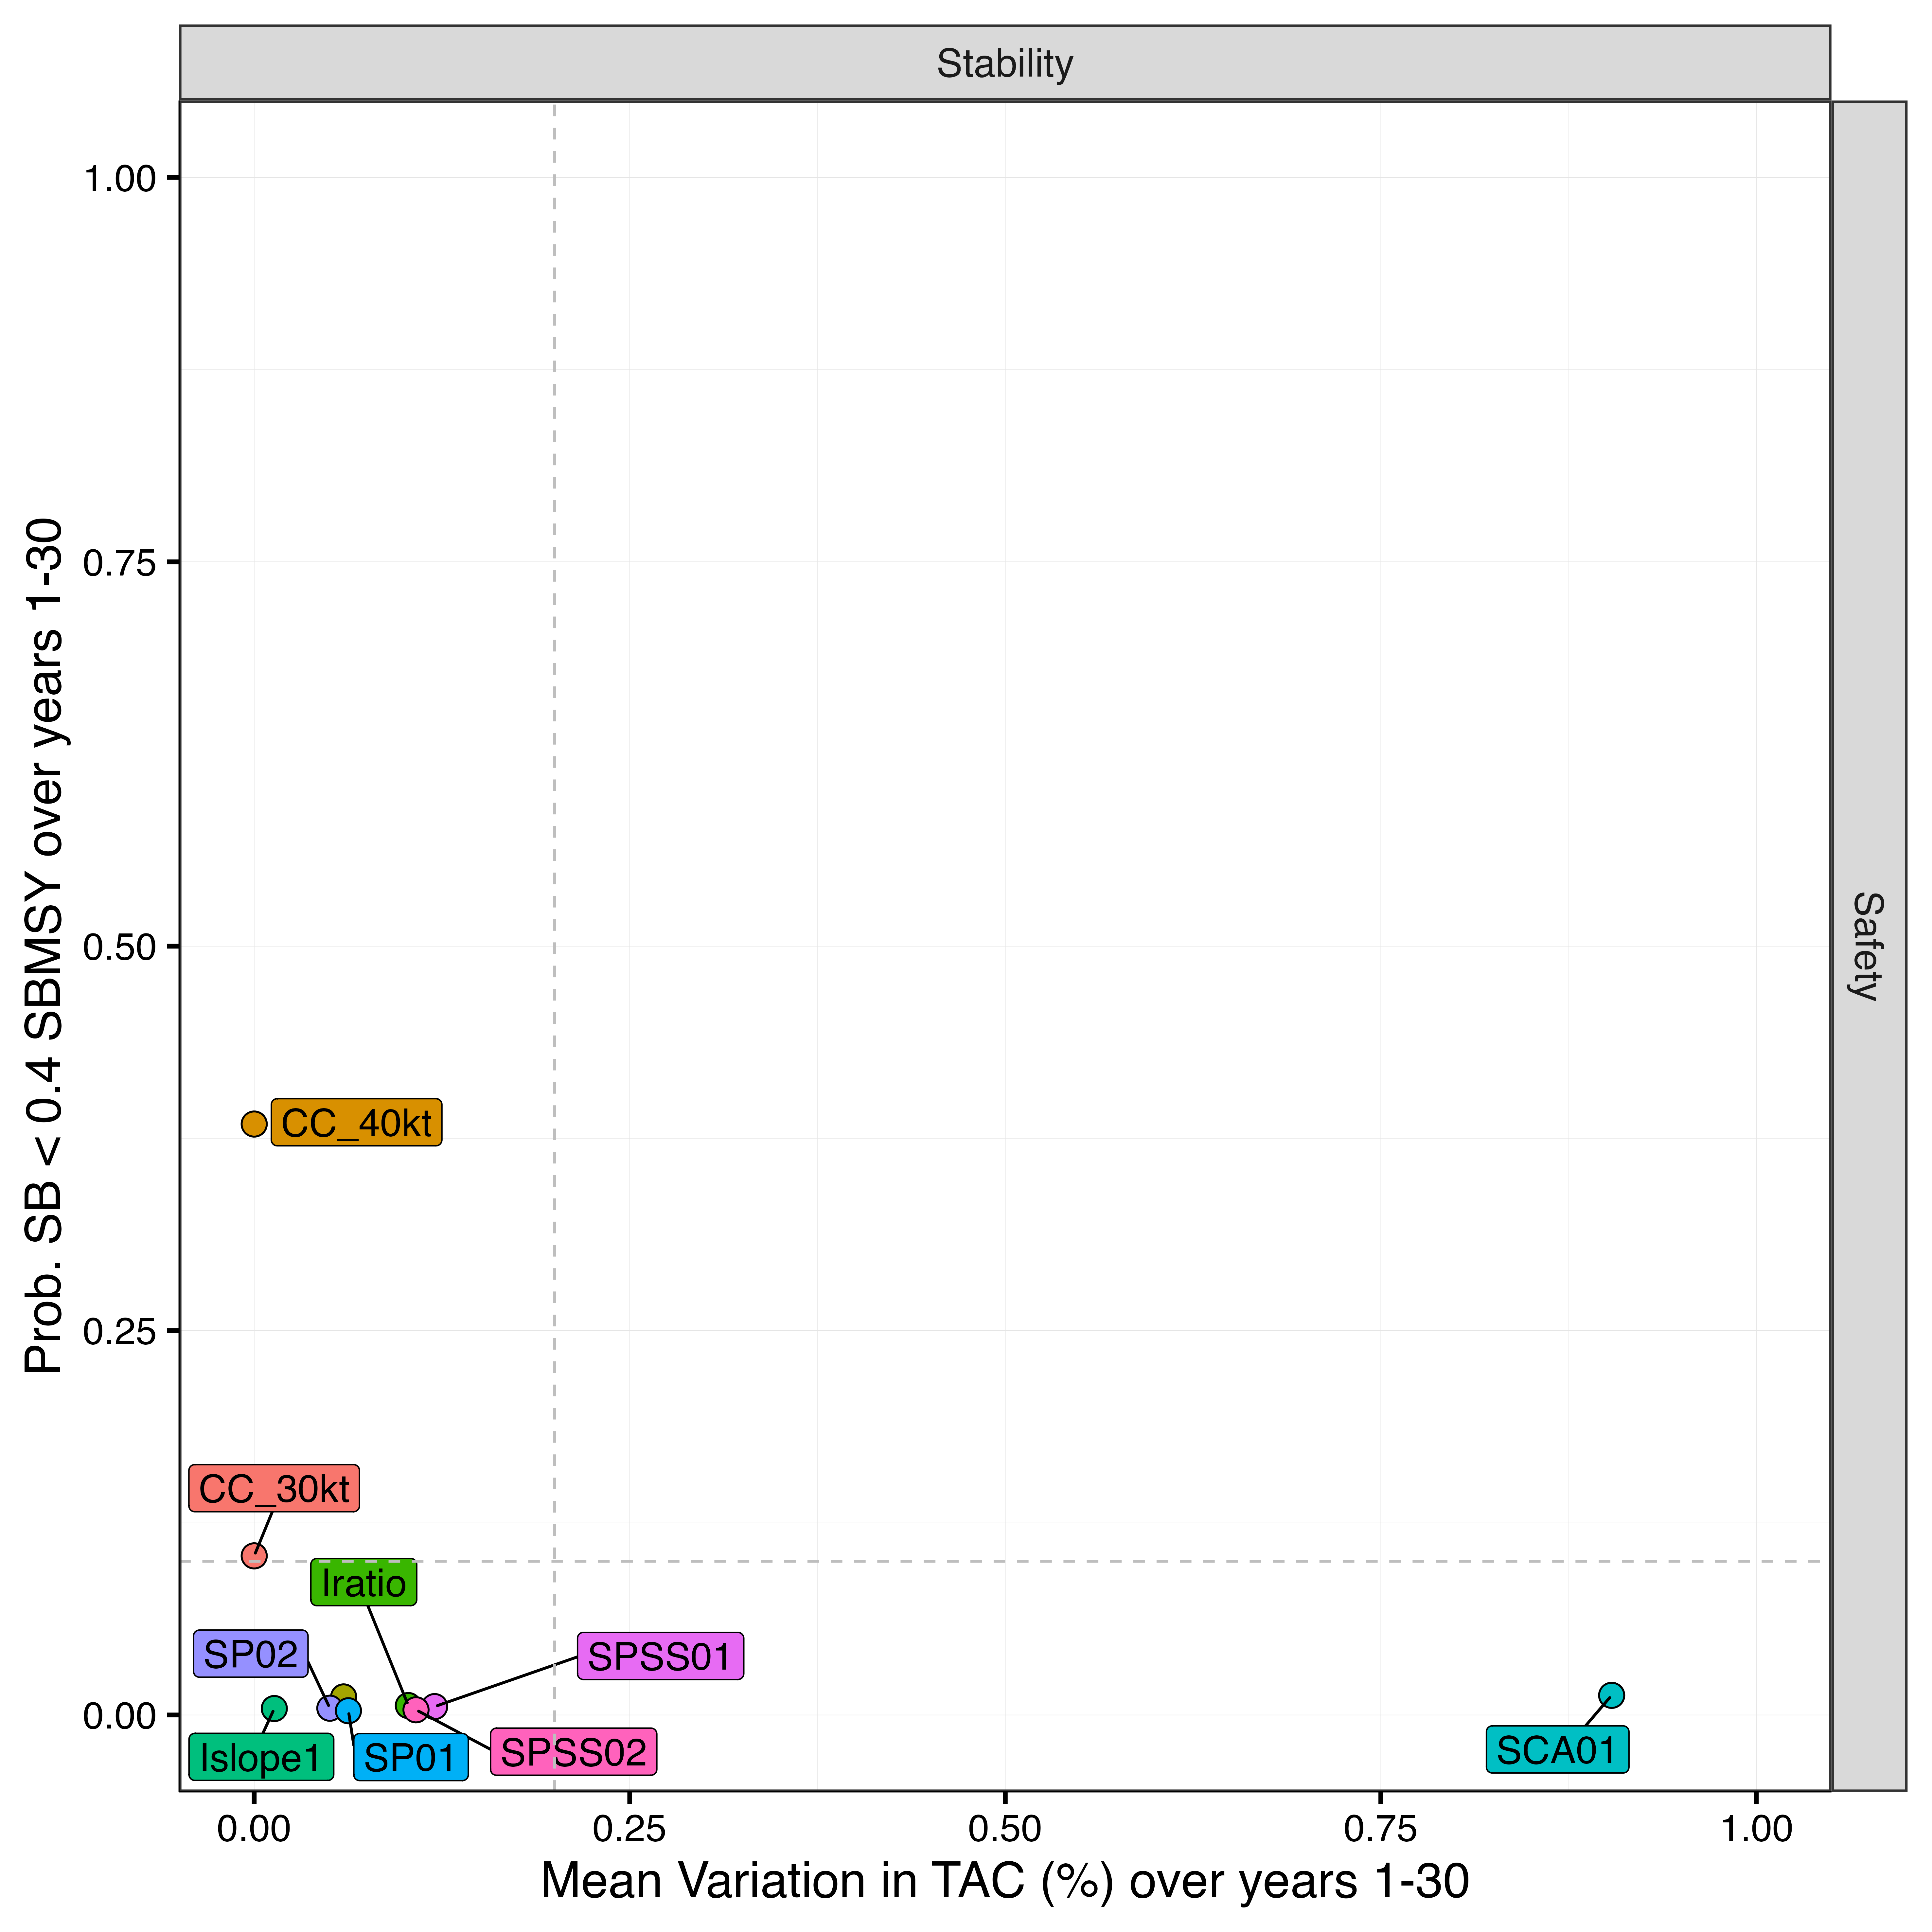 Stability
Safety
Prob. SB < 0.4 SBMSY over years 1-30
1.00
0.75
0.50
0.25
0.00
CC_40kt
CC_30kt
Iratio
SP02
SPSS01
Islope1
SP01
SPSS02
SCA01
0.00
0.25
0.50
0.75
1.00
Mean Variation in TAC (%) over years 1-30